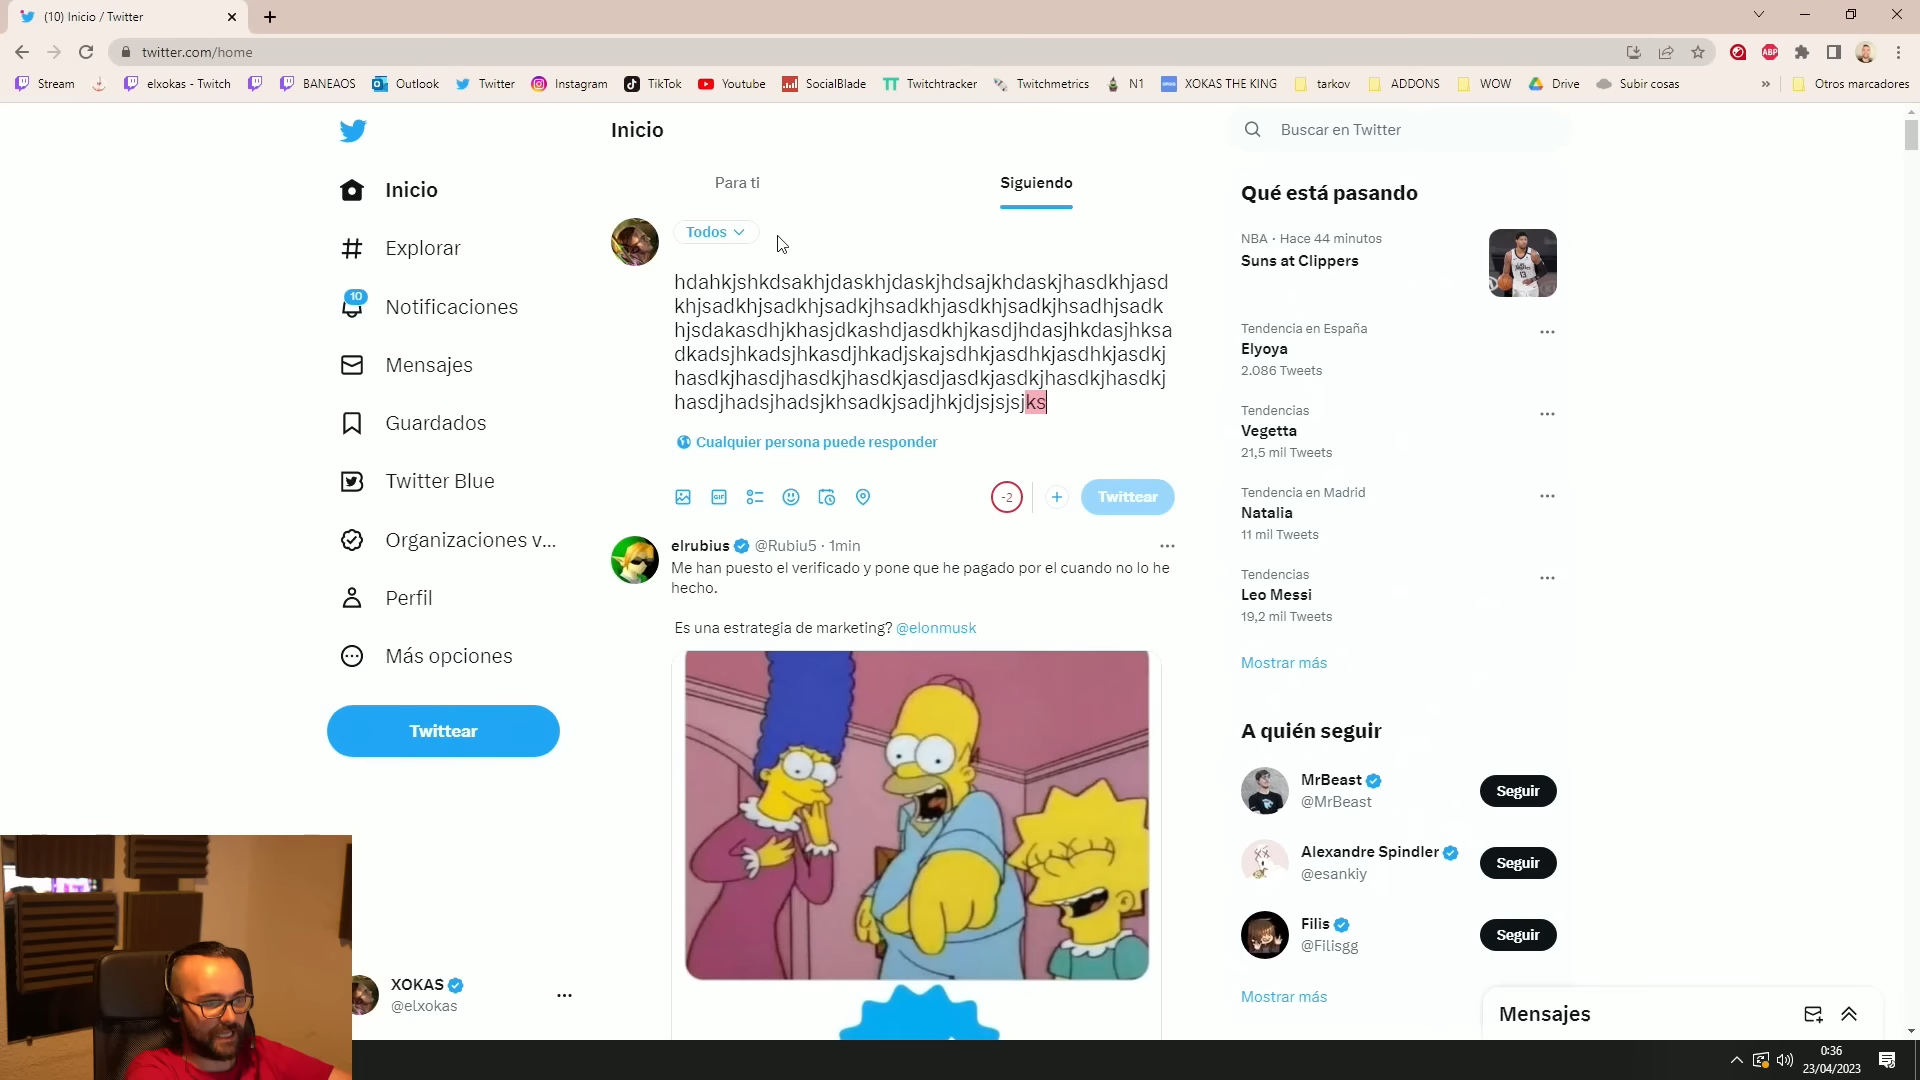 (10) Inicio / Twitter
twitter.com/home
Stream
elxokas - Twitch
BANEAOS
Outlook
Twitter
Instagram
TikTok
Youtube
SocialBlade
Twitchtracker
Twitchmetrics
N1
XOKAS THE KING
tarkov
ADDONS
WOW
Drive
Subir cosas
»
Otros marcadores
Inicio
Explorar
10
Notificaciones
Mensajes
Guardados
Twitter Blue
Organizaciones v...
Perfil
Más opciones
Twittear
XOKAS
@elxokas
Inicio
Para ti
Siguiendo
Todos
hdahkjshkdsakhjdaskhjdaskjhdsajkhdaskjhasdkhjasd
khjsadkhjsadkhjsadkjhsadkhjasdkhjsadkjhsadhjsadk
hjsdakasdhjkhasjdkashdjasdkhjkasdjhdasjhkdasjhksa
dkadsjhkadsjhkasdjhkadjskajsdhkjasdhkjasdhkjasdkj
hasdkjhasdjhasdkjhasdkjasdjasdkjasdkjhasdkjhasdkj
hasdjhadsjhadsjkhsadkjsadjhkjdjsjsjsjks
Cualquier persona puede responder
GIF
-2
Twittear
elrubius @Rubiu5 · 1min
Me han puesto el verificado y pone que he pagado por el cuando no lo he
hecho.
Es una estrategia de marketing? @elonmusk
Buscar en Twitter
Qué está pasando
NBA · Hace 44 minutos
Suns at Clippers
Tendencia en España
Elyoya
2.086 Tweets
Tendencias
Vegetta
21,5 mil Tweets
Tendencia en Madrid
Natalia
11 mil Tweets
Tendencias
Leo Messi
19,2 mil Tweets
Mostrar más
A quién seguir
MrBeast
@MrBeast
Seguir
Alexandre Spindler
@esankiy
Seguir
Filis
@Filisgg
Seguir
Mostrar más
Mensajes
0:36
23/04/2023